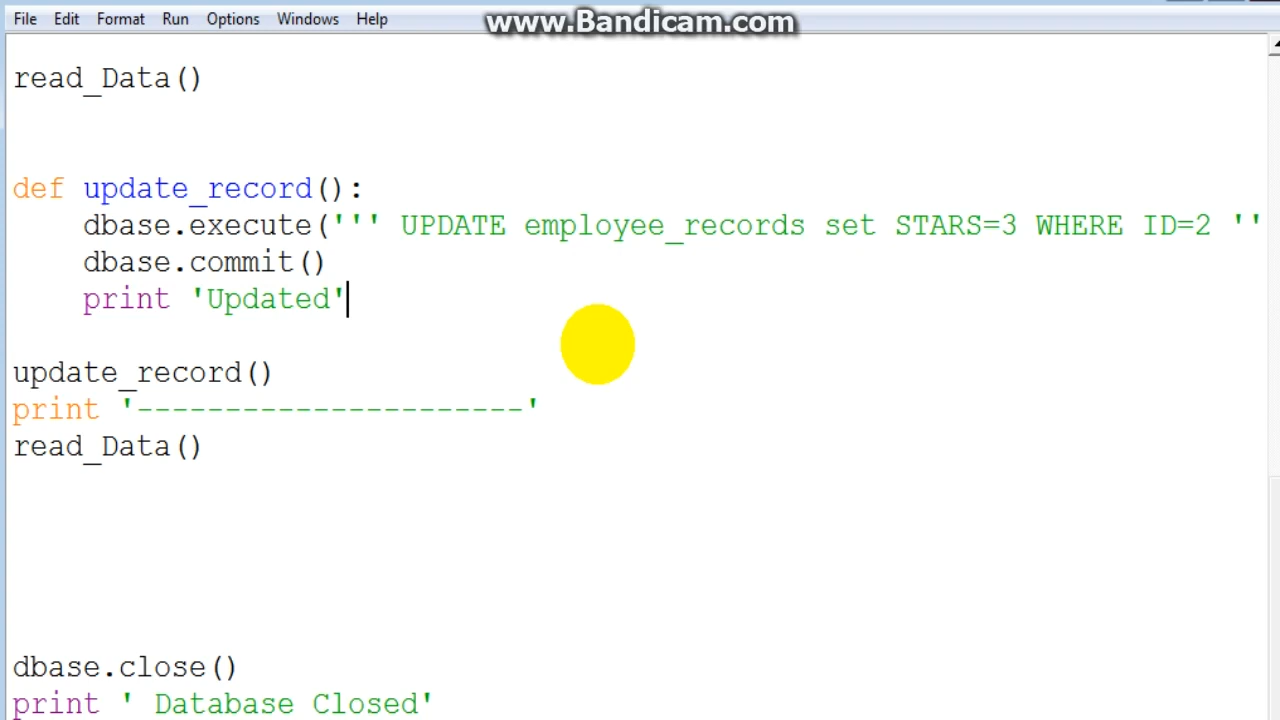 File Edit Format Run Options Windows Help
www.Bandicam.com
read_Data()
def update_record():
dbase.execute(''' UPDATE employee_records set STARS=3 WHERE ID=2 ''
dbase.commit()
print 'Updated'
update_record()
print '----------------------'
read_Data()
dbase.close()
print ' Database Closed'